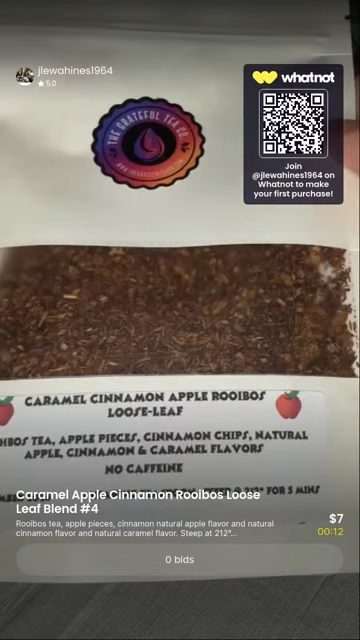 jlewahines1964
★ 5.0
THE GRATEFUL TEA CO.
whatnot
Join
@jlewahines1964 on
Whatnot to make
your first purchase!
CARAMEL CINNAMON APPLE ROOIBOS
LOOSE-LEAF
TEA, APPLE PIECES, CINNAMON CHIPS, NATURAL
APPLE, CINNAMON & CARAMEL FLAVORS
NO CAFFEINE
@ 212° FOR 5 MINS
Caramel Apple Cinnamon Rooibos Loose
Leaf Blend #4
Rooibos tea, apple pieces, cinnamon natural apple flavor and natural
cinnamon flavor and natural caramel flavor. Steep at 212°...
$7
00:12
0 bids